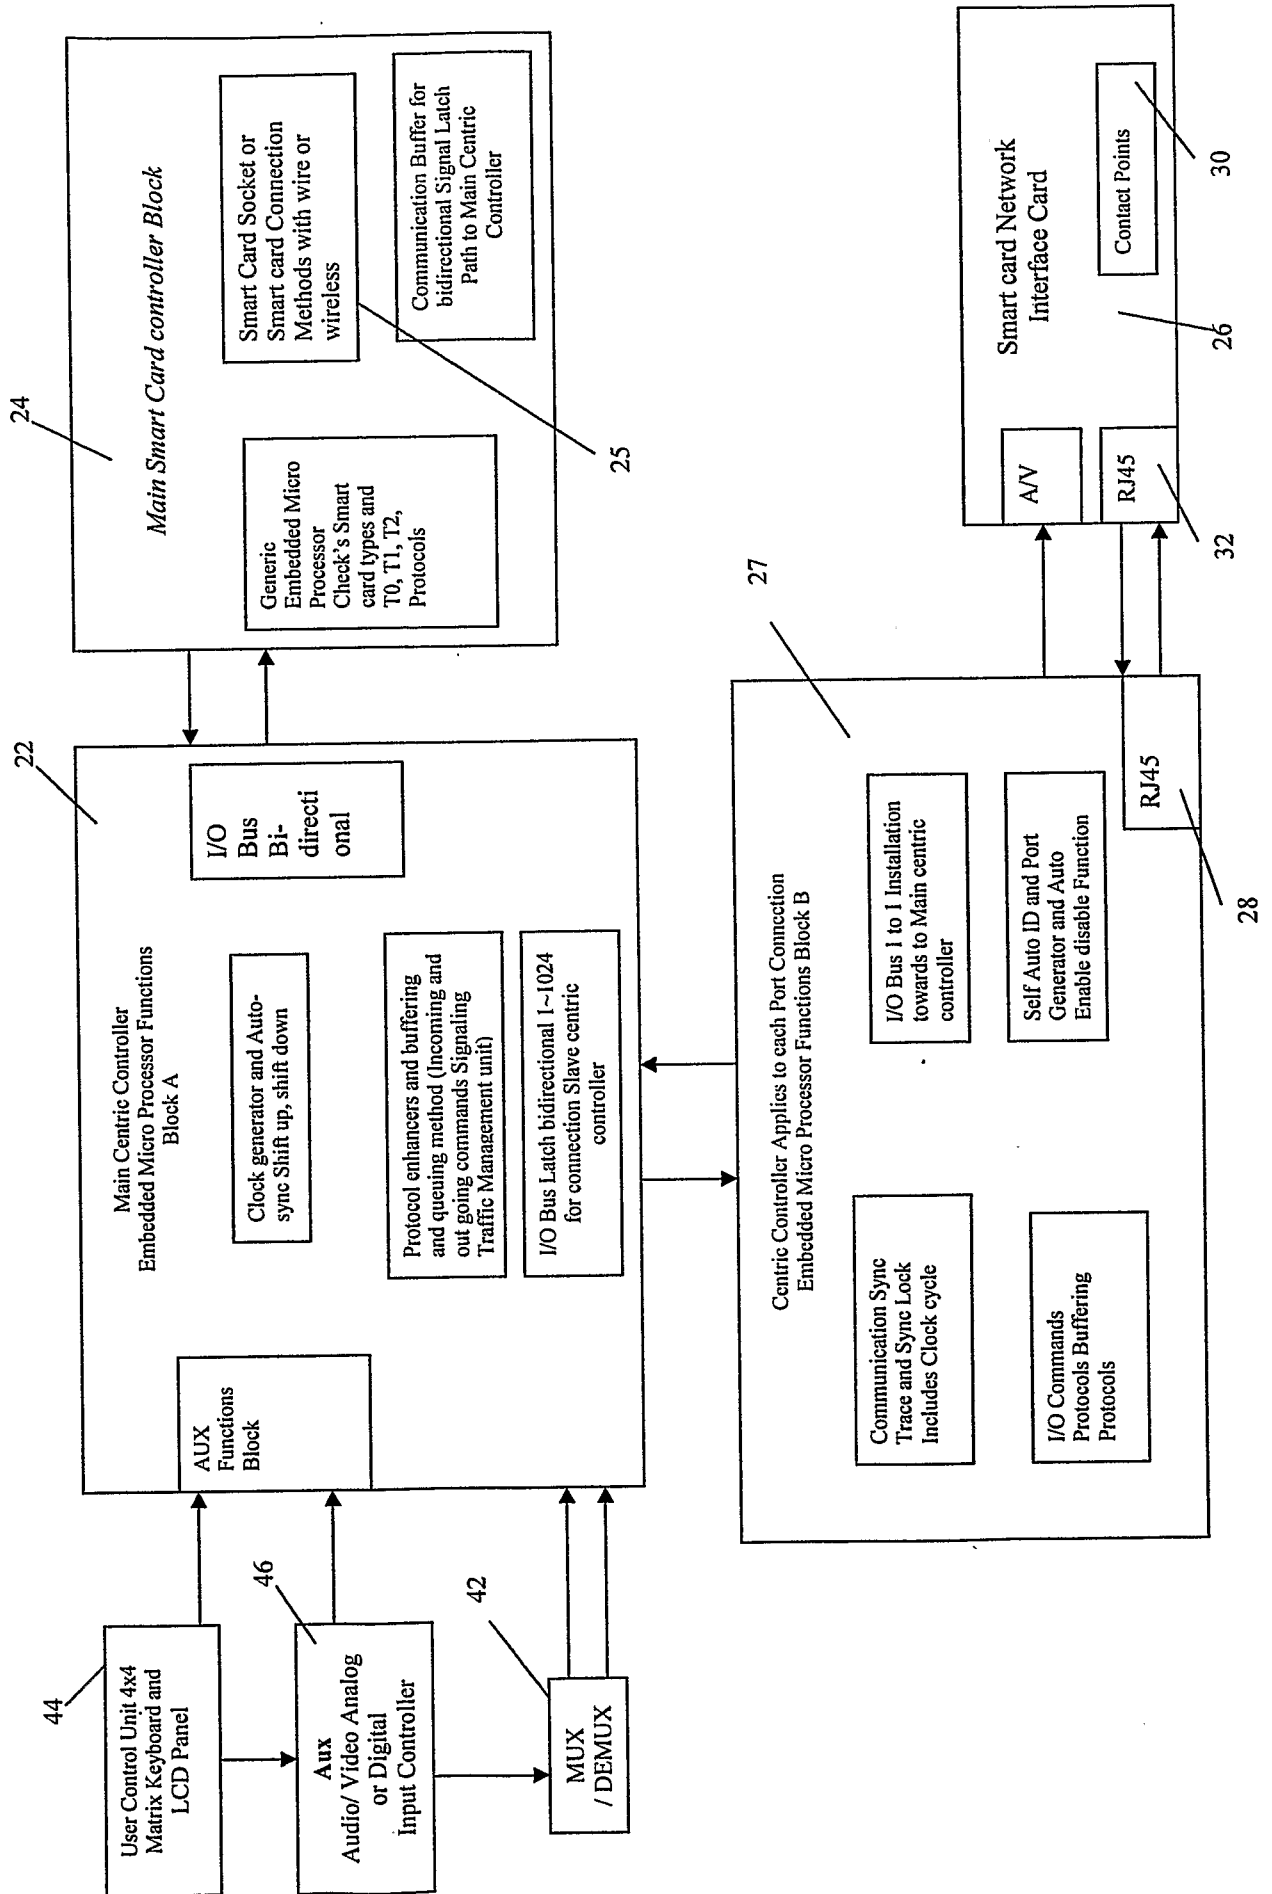 44
User Control Unit 4x4
Matrix Keyboard and
LCD Panel
46
Aux
Audio/ Video Analog
or Digital
Input Controller
42
MUX
/ DEMUX
22
Main Centric Controller
Embedded Micro Processor Functions
Block A
AUX
Functions
Block
Clock generator and Auto-
sync Shift up, shift down
I/O
Bus
Bi-
directi
onal
Protocol enhancers and buffering
and queuing method (Incoming and
out going commands Signaling
Traffic Management unit)
I/O Bus Latch bidirectional 1~1024
for connection Slave centric
controller
24
Main Smart Card controller Block
Generic
Embedded Micro
Processor
Check's Smart
card types and
T0, T1, T2,
Protocols
Smart Card Socket or
Smart card Connection
Methods with wire or
wireless
Communication Buffer for
bidirectional Signal Latch
Path to Main Centric
Controller
25
27
Centric Controller Applies to each Port Connection
Embedded Micro Processor Functions Block B
Communication Sync
Trace and Sync Lock
Includes Clock cycle
I/O Bus 1 to 1 Installation
towards to Main centric
controller
I/O Commands
Protocols Buffering
Protocols
Self Auto ID and Port
Generator and Auto
Enable disable Function
RJ45
28
Smart card Network
Interface Card
A/V
RJ45
Contact Points
32
26
30